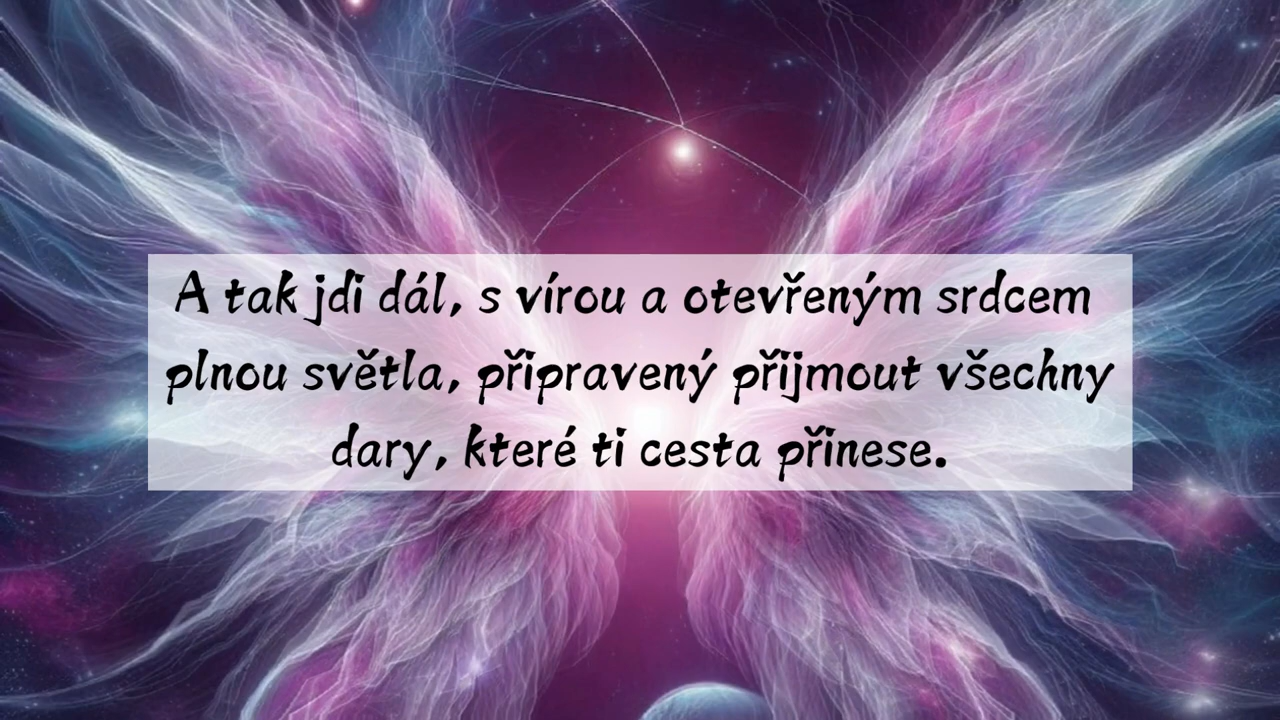 A tak jdi dál, s vírou a otevřeným srdcem
plnou světla, připravený přijmout všechny
dary, které ti cesta přinese.